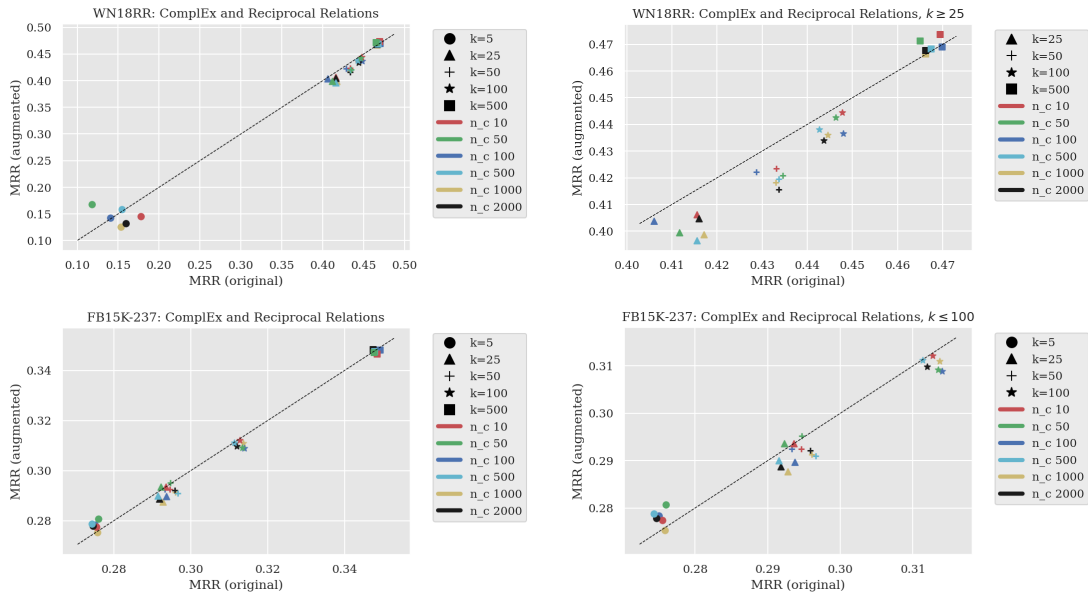 WN18RR: ComplEx and Reciprocal Relations
MRR (augmented)
0.50
0.45
0.40
0.35
0.30
0.25
0.20
0.15
0.10
0.10 0.15 0.20 0.25 0.30 0.35 0.40 0.45 0.50
MRR (original)
k=5
k=25
k=50
k=100
k=500
n_c 10
n_c 50
n_c 100
n_c 500
n_c 1000
n_c 2000
WN18RR: ComplEx and Reciprocal Relations, k ≥ 25
MRR (augmented)
0.47
0.46
0.45
0.44
0.43
0.42
0.41
0.40
0.40 0.41 0.42 0.43 0.44 0.45 0.46 0.47
MRR (original)
k=25
k=50
k=100
k=500
n_c 10
n_c 50
n_c 100
n_c 500
n_c 1000
n_c 2000
FB15K-237: ComplEx and Reciprocal Relations
MRR (augmented)
0.34
0.32
0.30
0.28
0.28 0.30 0.32 0.34
MRR (original)
k=5
k=25
k=50
k=100
k=500
n_c 10
n_c 50
n_c 100
n_c 500
n_c 1000
n_c 2000
FB15K-237: ComplEx and Reciprocal Relations, k ≤ 100
MRR (augmented)
0.31
0.30
0.29
0.28
0.28 0.29 0.30 0.31
MRR (original)
k=5
k=25
k=50
k=100
n_c 10
n_c 50
n_c 100
n_c 500
n_c 1000
n_c 2000